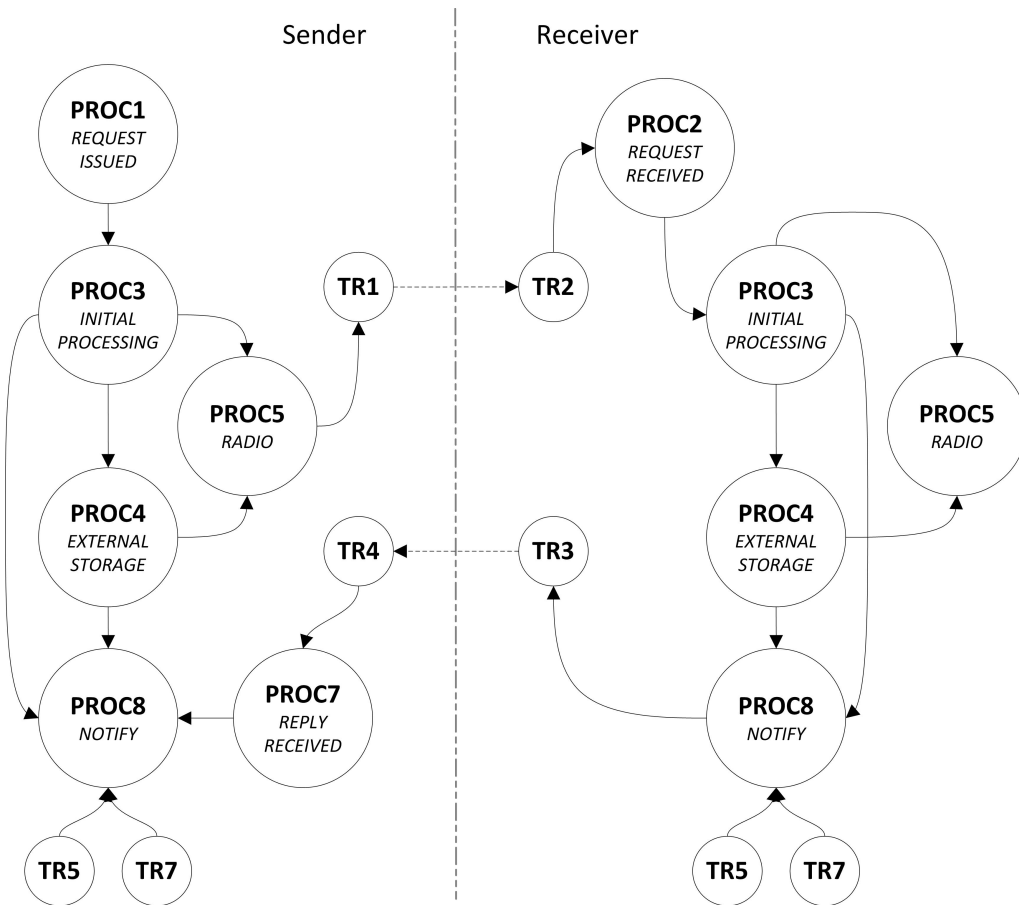 Sender
Receiver
PROC1
REQUEST
ISSUED
PROC2
REQUEST
RECEIVED
PROC3
INITIAL
PROCESSING
TR1
TR2
PROC3
INITIAL
PROCESSING
PROC5
RADIO
PROC5
RADIO
PROC4
EXTERNAL
STORAGE
TR4
TR3
PROC4
EXTERNAL
STORAGE
PROC8
NOTIFY
PROC7
REPLY
RECEIVED
PROC8
NOTIFY
TR5
TR7
TR5
TR7